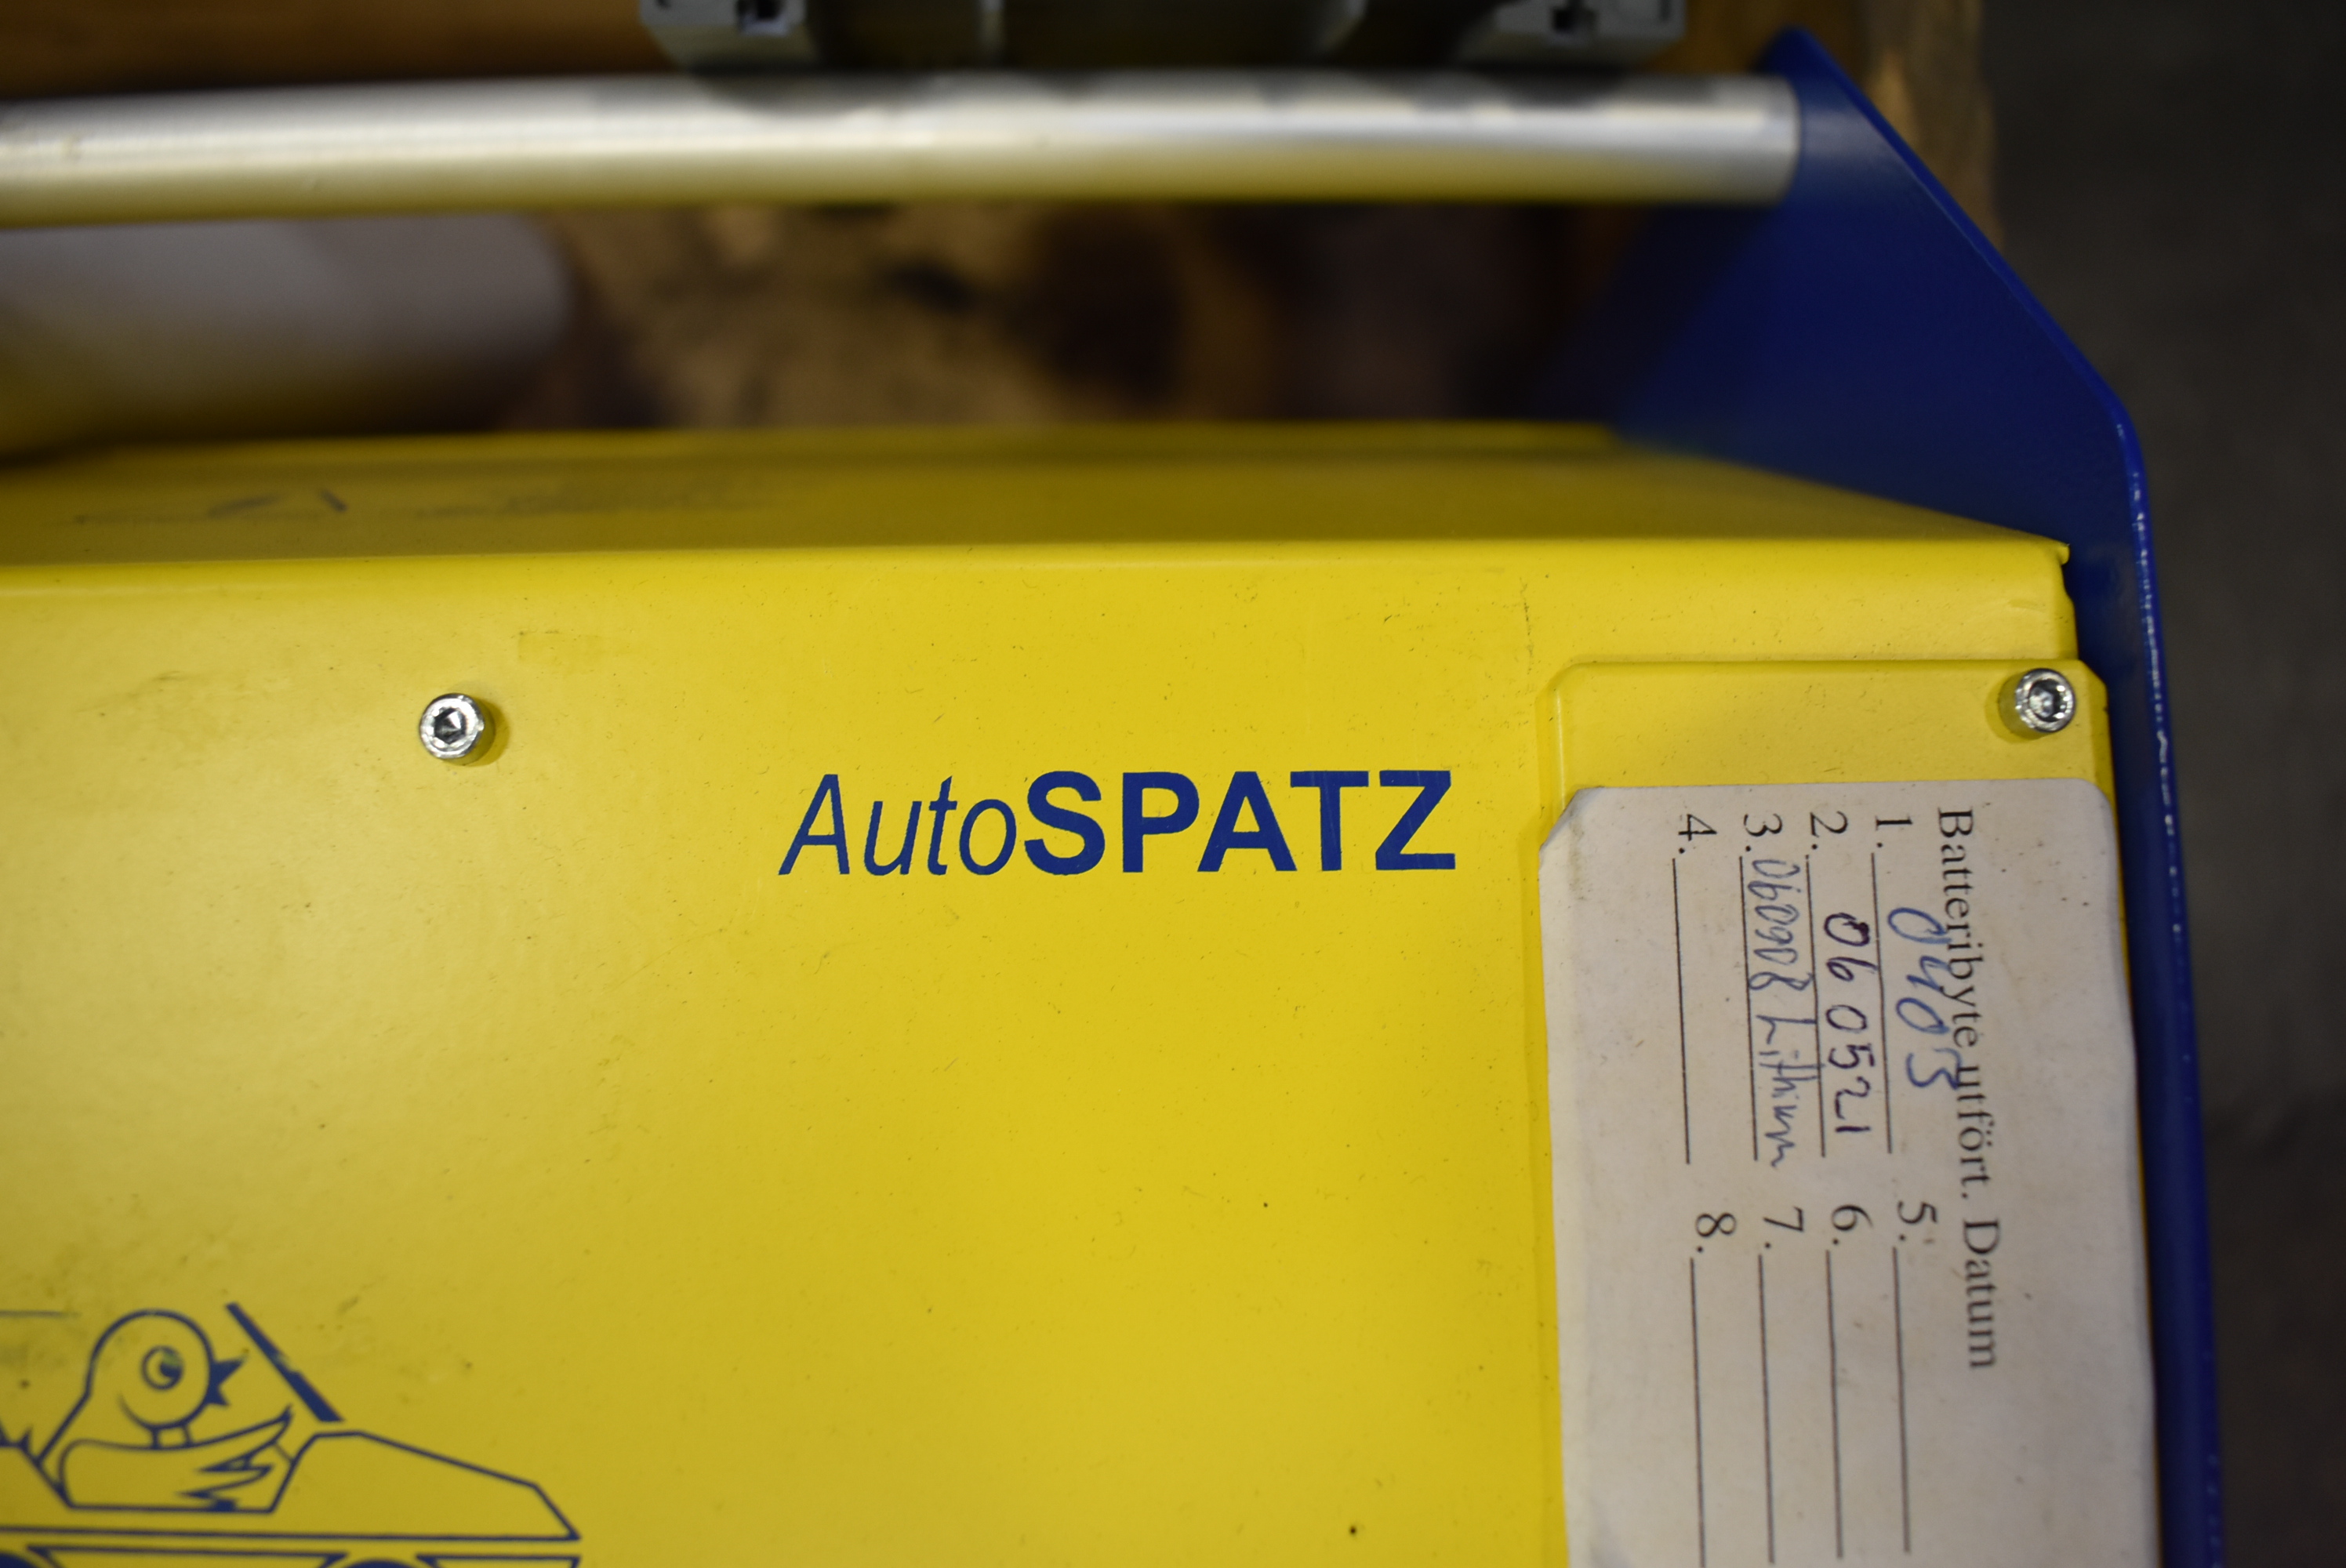 AutoSPATZ
Batteribyte utfört. Datum
1. 0403
2. 060521
3. 060908 Lithium
4.
5.
6.
7.
8.